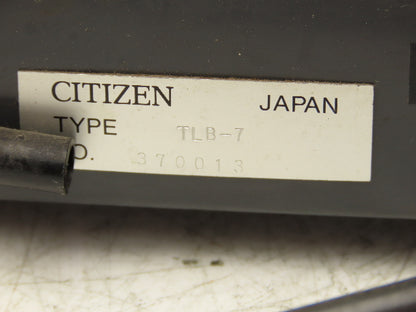 CITIZEN JAPAN
TYPE TLB-7
O. 370013